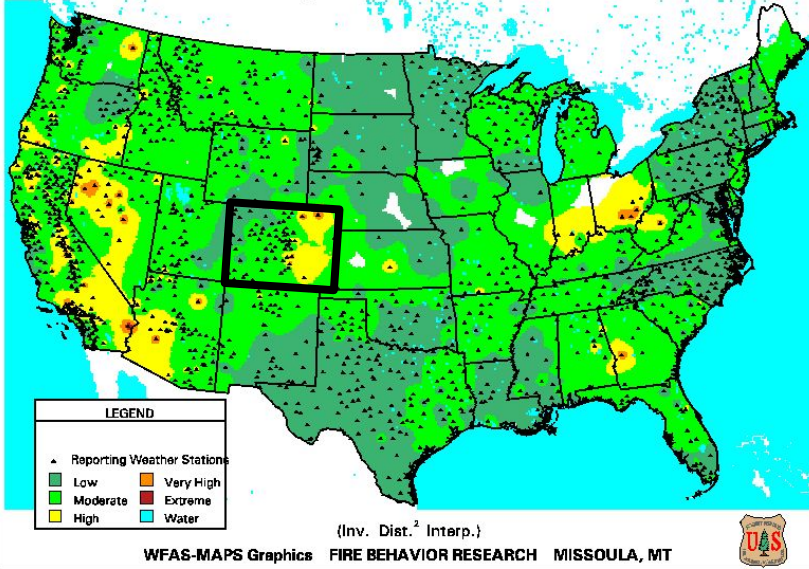 LEGEND
Reporting Weather Stations
Low
Very High
Moderate
Extreme
High
Water
(Inv. Dist.² Interp.)
WFAS-MAPS Graphics FIRE BEHAVIOR RESEARCH MISSOULA, MT
U S